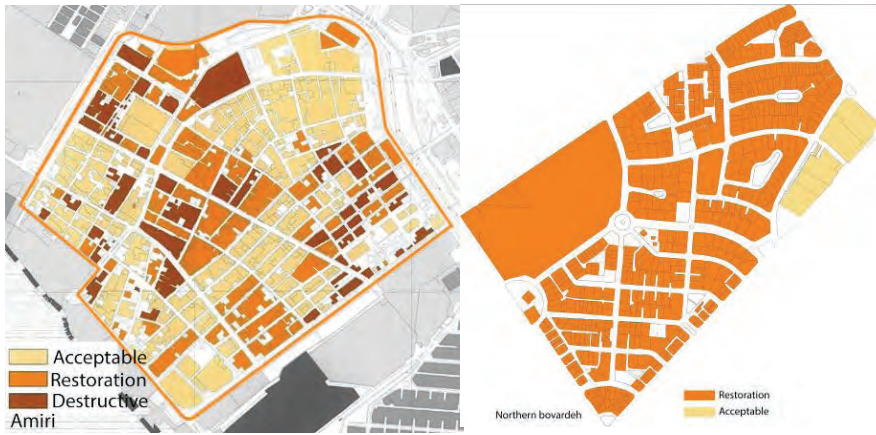 Acceptable
Restoration
Destructive
Amiri
Restoration
Acceptable
Northern bovardeh